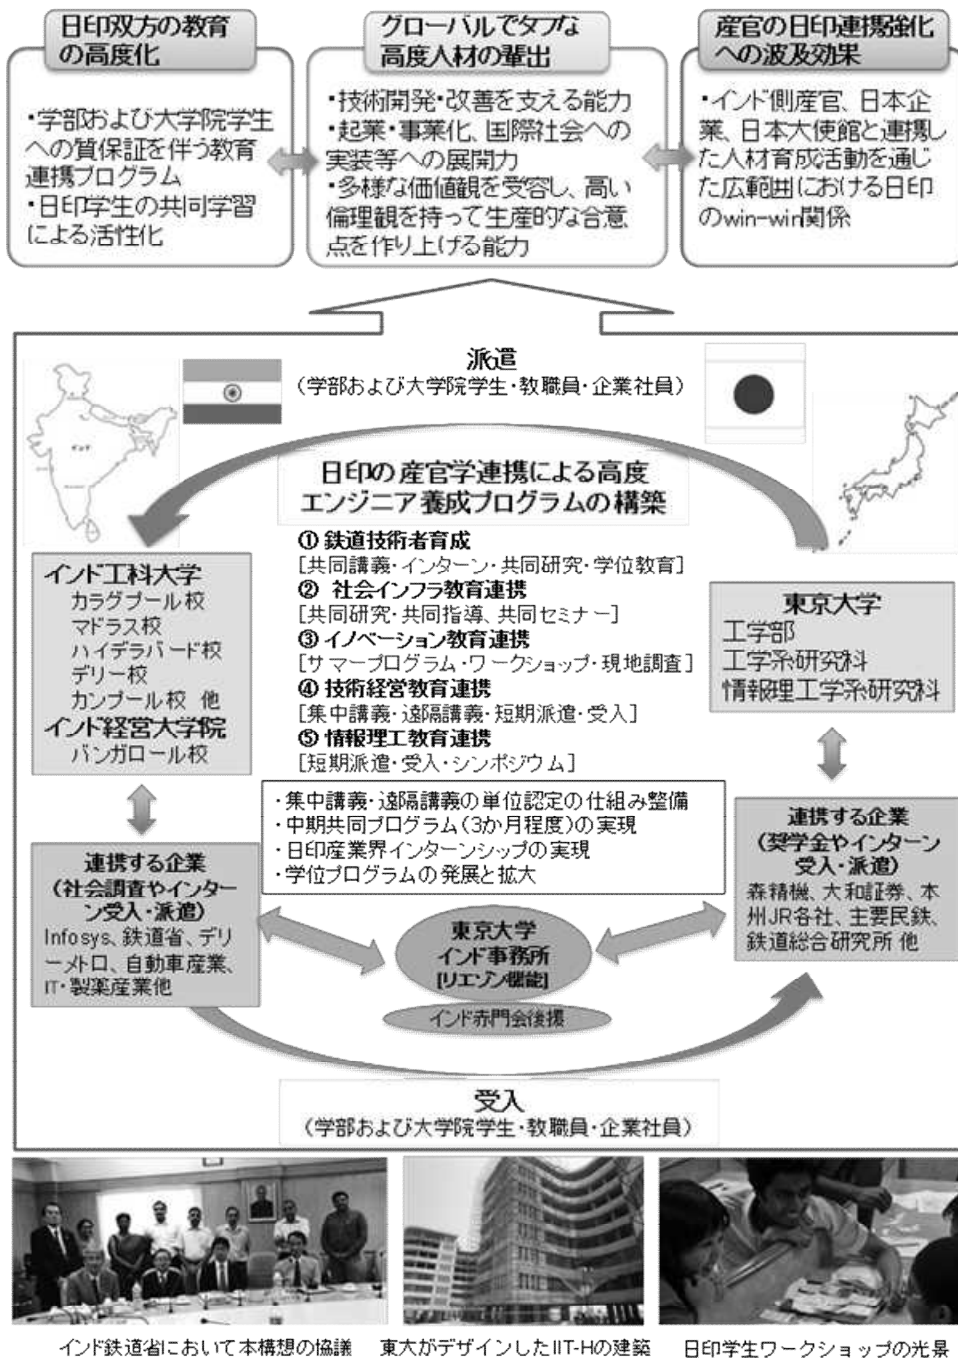 日印双方の教育
の高度化
・学部および大学院学生
への質保証を伴う教育
連携プログラム
・日印学生の共同学習
による活性化
グローバルでタフな
高度人材の輩出
・技術開発・改善を支える能力
・起業・事業化、国際社会への
実装等への展開力
・多様な価値観を受容し、高い
倫理観を持って生産的な合意
点を作り上げる能力
産官の日印連携強化
への波及効果
・インド側産官、日本企
業、日本大使館と連携し
た人材育成活動を通じ
た広範囲における日印
のwin-win関係
派遣
（学部および大学院学生・教職員・企業社員）
インド
日印の産官学連携による高度
エンジニア養成プログラムの構築
① 鉄道技術者育成
[共同講義・インターン・共同研究・学位教育]
② 社会インフラ教育連携
[共同研究・共同指導、共同セミナー]
③ イノベーション教育連携
[サマープログラム・ワークショップ・現地調査]
④ 技術経営教育連携
[集中講義・遠隔講義・短期派遣・受入]
⑤ 情報理工教育連携
[短期派遣・受入・シンポジウム]
インド工科大学
カラグプール校
マドラス校
ハイデラバード校
デリー校
カンプール校 他
インド経営大学院
バンガロール校
東京大学
工学部
工学系研究科
情報理工学系研究科
・集中講義・遠隔講義の単位認定の仕組み整備
・中期共同プログラム（3か月程度）の実現
・日印産業界インターンシップの実現
・学位プログラムの発展と拡大
連携する企業
（社会調査やインター
ン受入・派遣）
Infosys、鉄道省、デリ
ーメトロ、自動車産業、
IT・製薬産業他
連携する企業
（奨学金やインターン
受入・派遣）
森精機、大和証券、本
州JR各社、主要民鉄、
鉄道総合研究所 他
東京大学
インド事務所
[リエゾン機能]
インド赤門会後援
受入
（学部および大学院学生・教職員・企業社員）
インド鉄道省において本構想の協議
東大がデザインしたIIT-Hの建築
日印学生ワークショップの光景